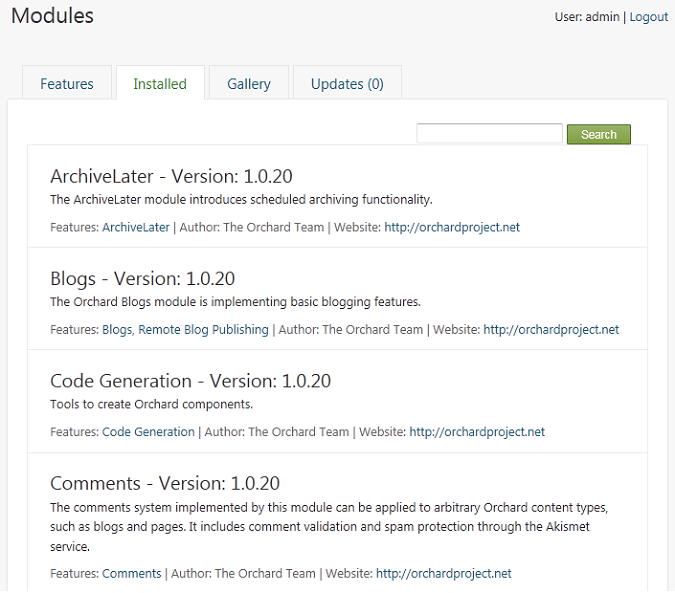 Modules
User: admin | Logout
Features
Installed
Gallery
Updates (0)
Search
ArchiveLater - Version: 1.0.20
The ArchiveLater module introduces scheduled archiving functionality.
Features: ArchiveLater | Author: The Orchard Team | Website: http://orchardproject.net
Blogs - Version: 1.0.20
The Orchard Blogs module is implementing basic blogging features.
Features: Blogs, Remote Blog Publishing | Author: The Orchard Team | Website: http://orchardproject.net
Code Generation - Version: 1.0.20
Tools to create Orchard components.
Features: Code Generation | Author: The Orchard Team | Website: http://orchardproject.net
Comments - Version: 1.0.20
The comments system implemented by this module can be applied to arbitrary Orchard content types,
such as blogs and pages. It includes comment validation and spam protection through the Akismet
service.
Features: Comments | Author: The Orchard Team | Website: http://orchardproject.net